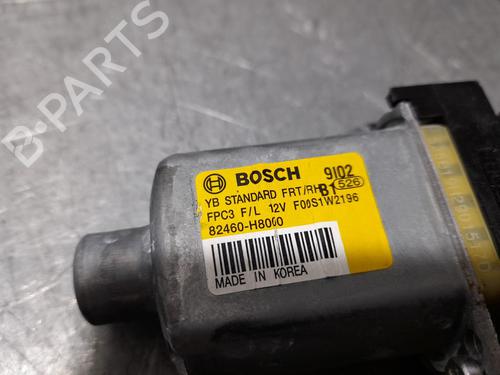 B-PARTS
BOSCH 9I02
YB STANDARD FRT/RH B1 526
FPC3 F/L 12V F00S1W2196
82460-H8000
MADE IN KOREA